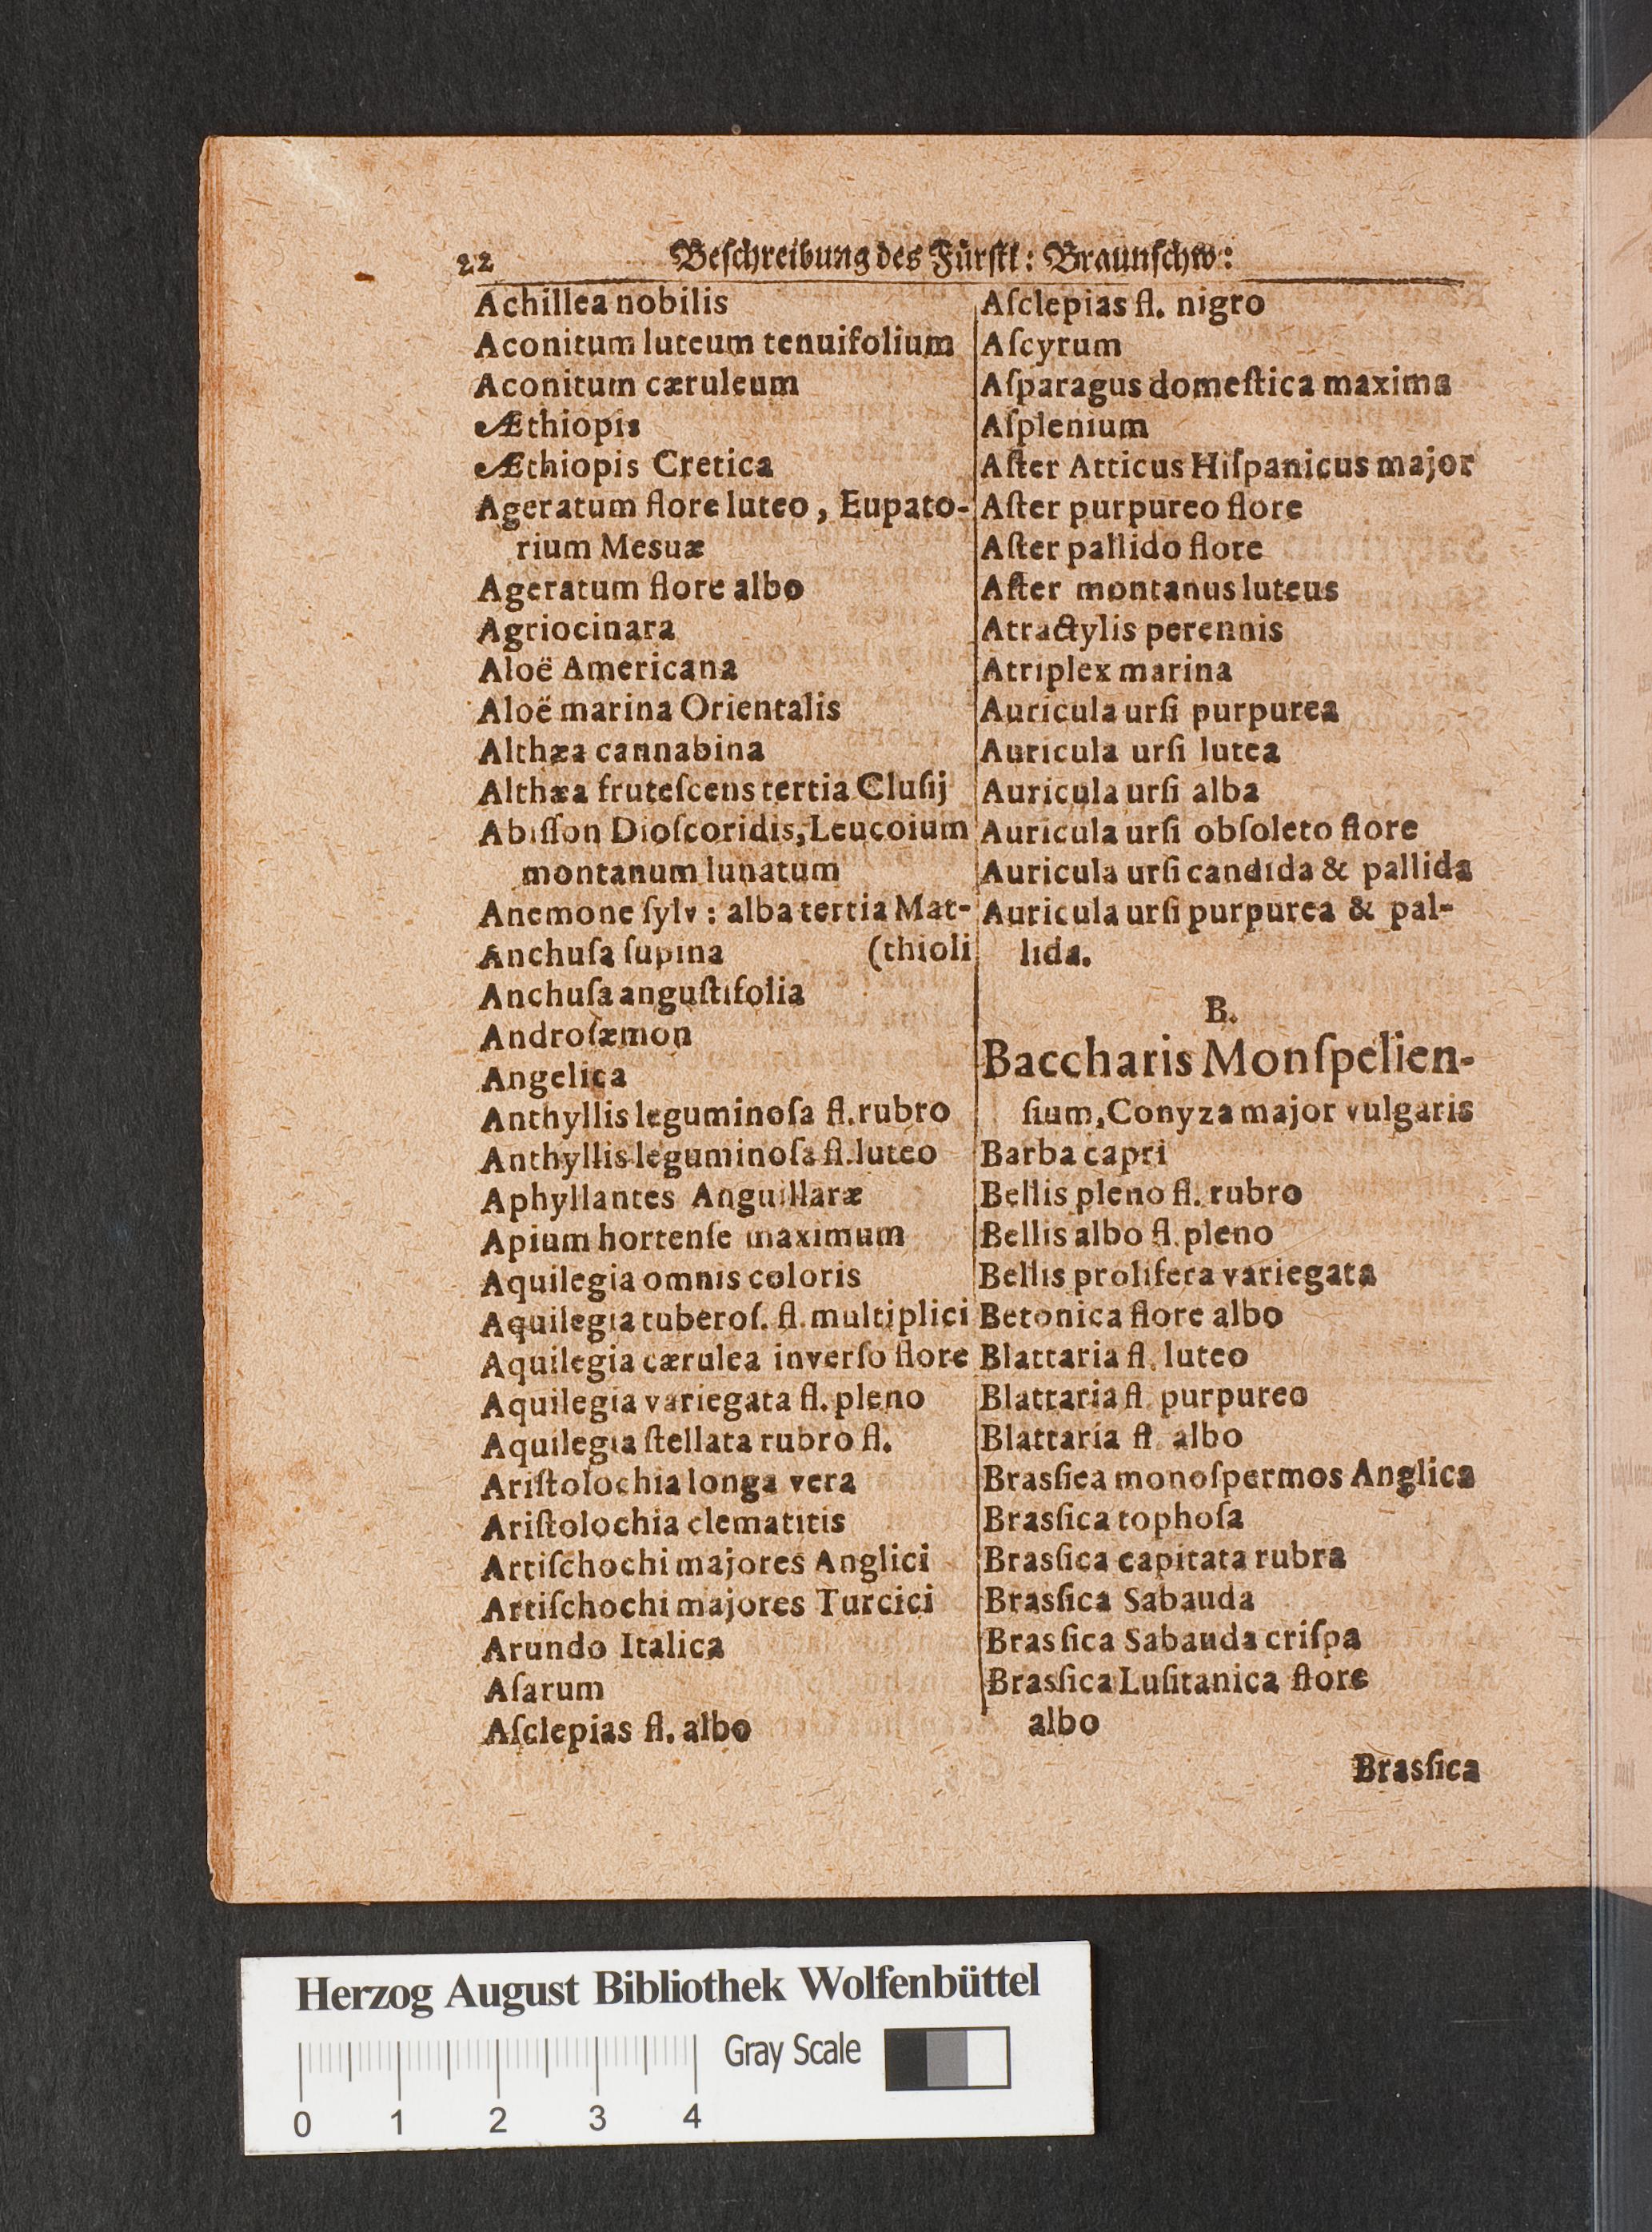 22 Beſchreibung des Fürſtl: Braunſchw:
Achillea nobilis
Aconitum luteum tenuifolium
Aconitum cæruleum
Æthiopis
Æthiopis Cretica
Ageratum flore luteo, Eupato-
rium Mesuæ
Ageratum flore albo
Agriocinara
Aloë Americana
Aloë marina Orientalis
Althæa cannabina
Althæa fruteſcens tertia Cluſij
Abiſſon Dioſcoridis, Leucoium
montanum lunatum
Anemone ſylv: alba tertia Mat-
Anchuſa ſupina (thioli
Anchuſa anguſtifolia
Androſæmon
Angelica
Anthyllis leguminoſa fl. rubro
Anthyllis leguminoſa fl. luteo
Aphyllantes Anguillaræ
Apium hortenſe maximum
Aquilegia omnis coloris
Aquilegia tuberoſ. fl. multiplici
Aquilegia cærulea inverſo flore
Aquilegia variegata fl. pleno
Aquilegia ſtellata rubro fl.
Ariſtolochia longa vera
Ariſtolochia clematitis
Artiſchochi majores Anglici
Artiſchochi majores Turcici
Arundo Italica
Aſarum
Aſclepias fl. albo
Aſclepias fl. nigro
Aſcyrum
Aſparagus domeſtica maxima
Aſplenium
Aſter Atticus Hiſpanicus major
Aſter purpureo flore
Aſter pallido flore
Aſter montanus luteus
Atractylis perennis
Atriplex marina
Auricula urſi purpurea
Auricula urſi lutea
Auricula urſi alba
Auricula urſi obſoleto flore
Auricula urſi candida & pallida
Auricula urſi purpurea & pal-
lida.
B.
Baccharis Monſpelien-
ſium, Conyza major vulgaris
Barba capri
Bellis pleno fl. rubro
Bellis albo fl. pleno
Bellis prolifera variegata
Betonica flore albo
Blattaria fl. luteo
Blattaria fl. purpureo
Blattaria fl. albo
Brasſica monoſpermos Anglica
Brasſica tophoſa
Brasſica capitata rubra
Brasſica Sabauda
Brasſica Sabauda criſpa
Brasſica Luſitanica flore
albo
Brasſica
Herzog August Bibliothek Wolfenbüttel
Gray Scale
0 1 2 3 4